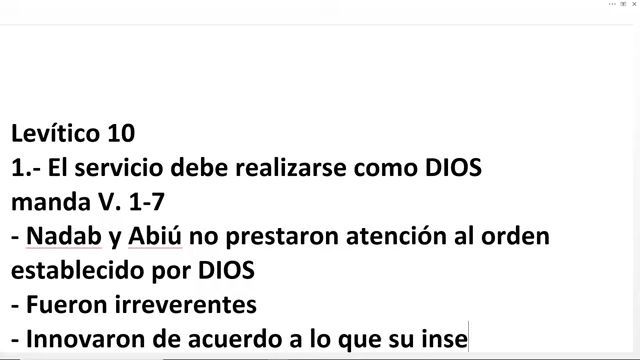 Levítico 10
1.- El servicio debe realizarse como DIOS
manda V. 1-7
- Nadab y Abiú no prestaron atención al orden
establecido por DIOS
- Fueron irreverentes
- Innovaron de acuerdo a lo que su inse